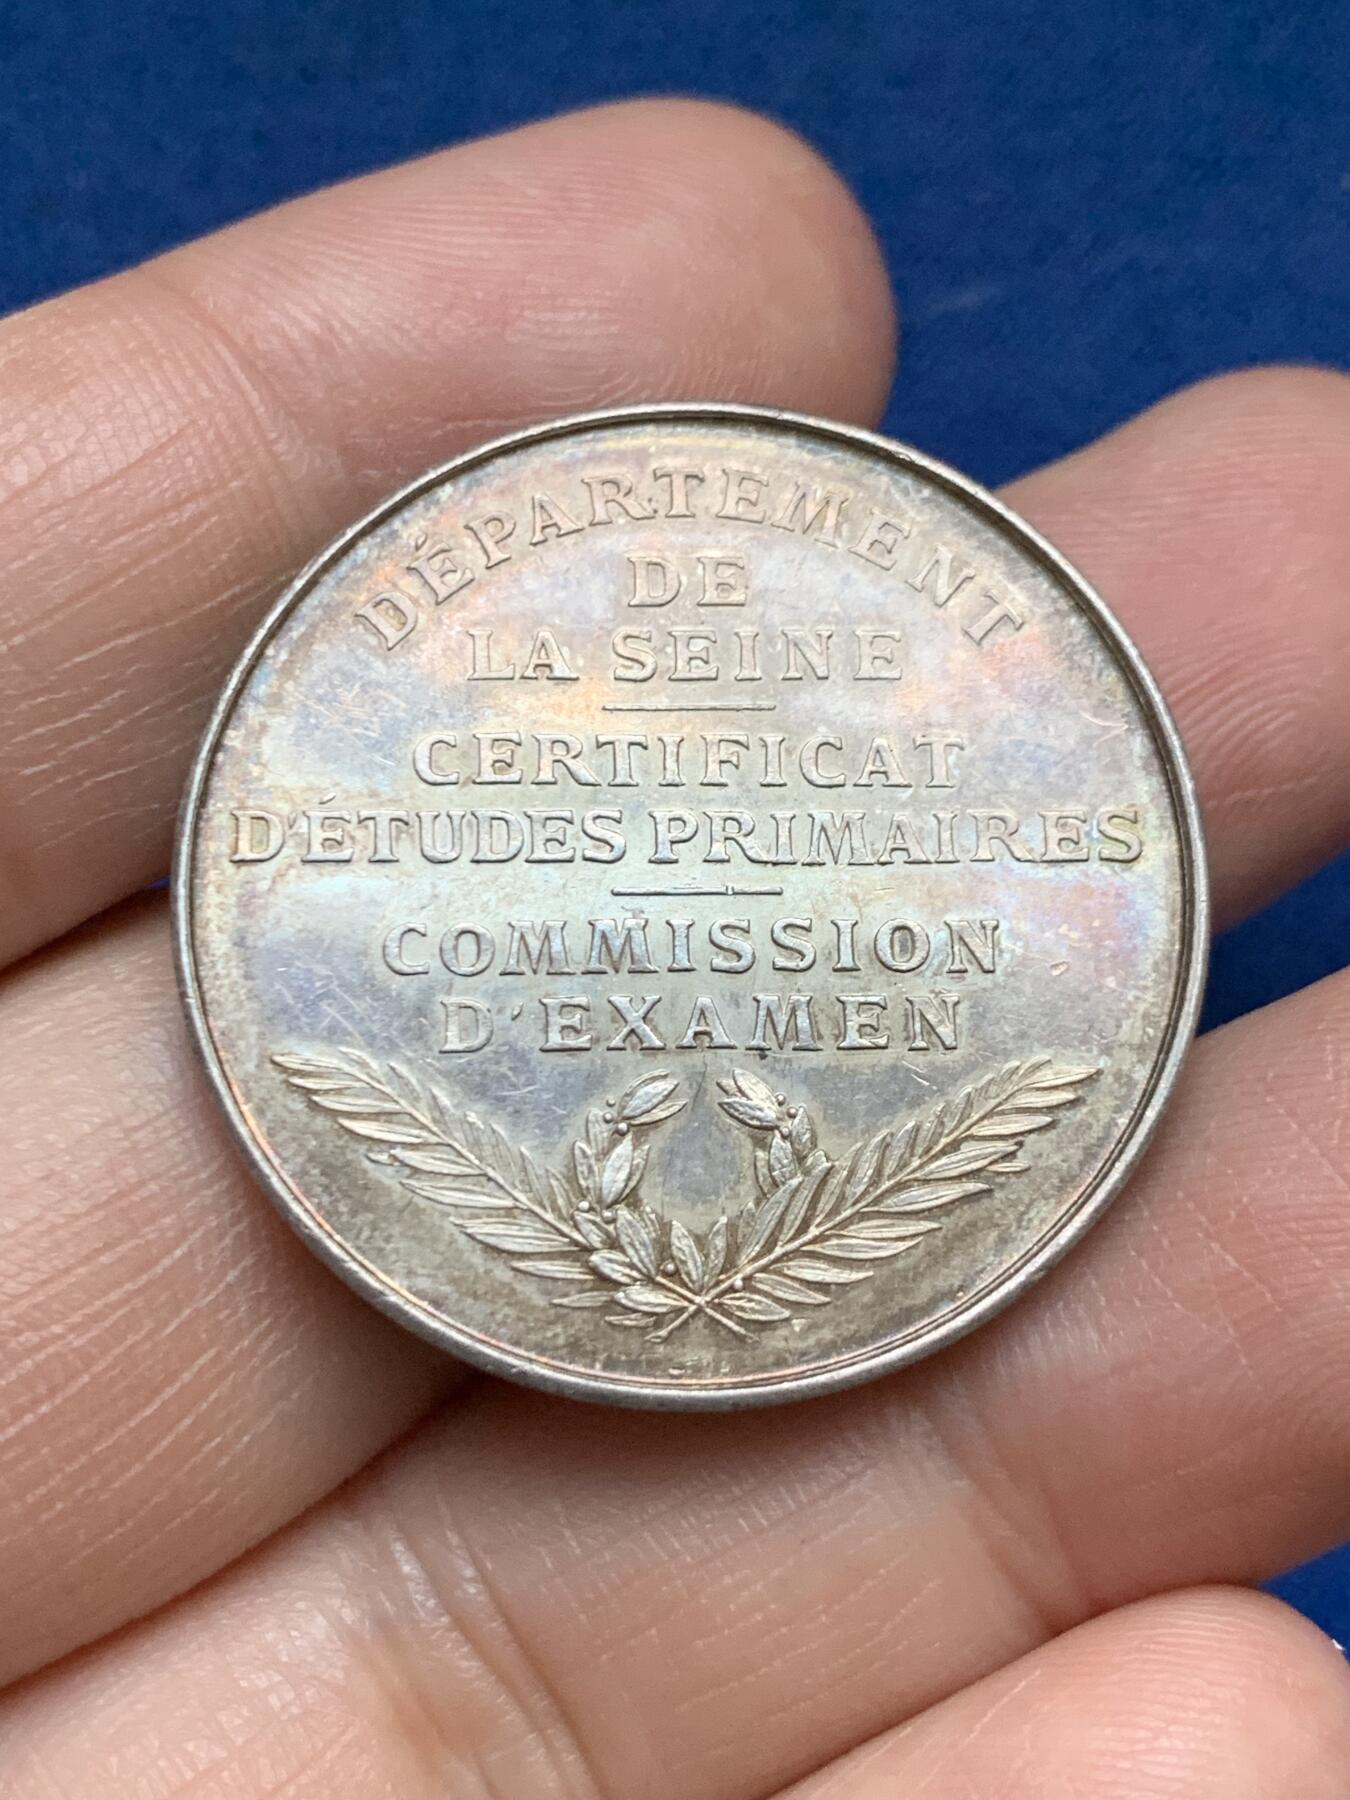 DÉPARTEMENT
DE
LA SEINE
CERTIFICAT
D'ÉTUDES PRIMAIRES
COMMISSION
D'EXAMEN